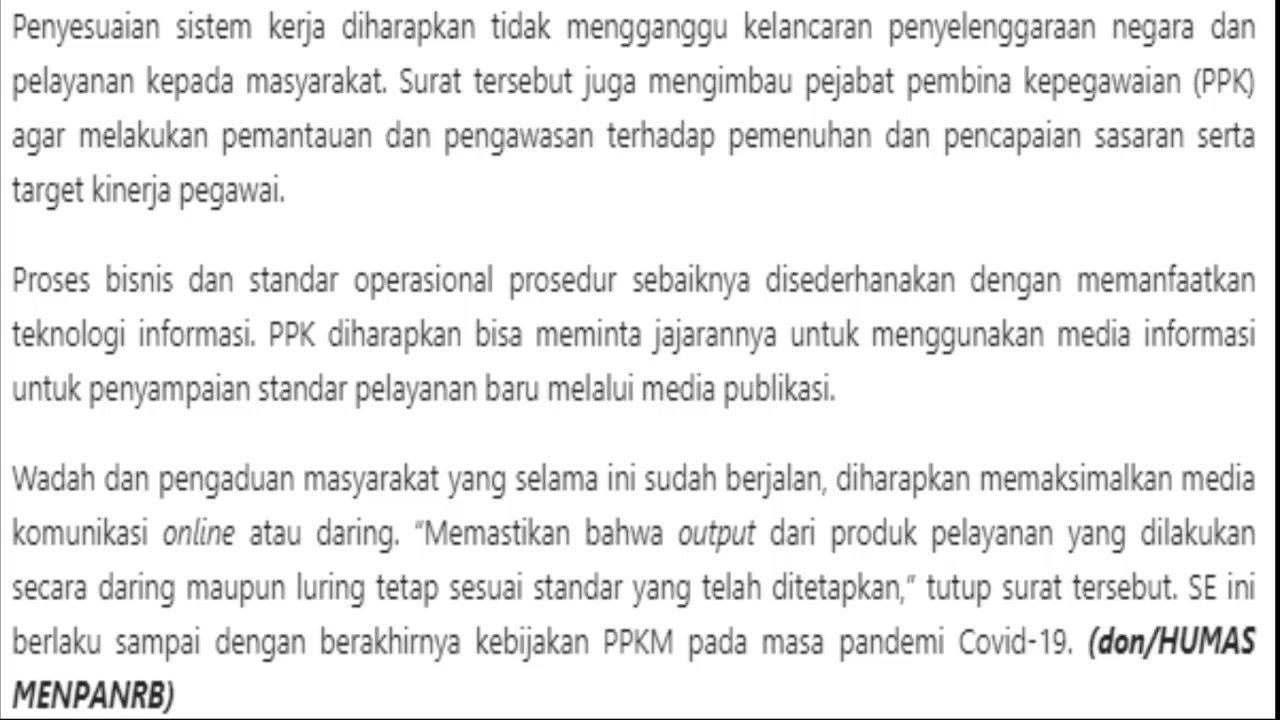 Penyesuaian sistem kerja diharapkan tidak mengganggu kelancaran penyelenggaraan negara dan
pelayanan kepada masyarakat. Surat tersebut juga mengimbau pejabat pembina kepegawaian (PPK)
agar melakukan pemantauan dan pengawasan terhadap pemenuhan dan pencapaian sasaran serta
target kinerja pegawai.
Proses bisnis dan standar operasional prosedur sebaiknya disederhanakan dengan memanfaatkan
teknologi informasi. PPK diharapkan bisa meminta jajarannya untuk menggunakan media informasi
untuk penyampaian standar pelayanan baru melalui media publikasi.
Wadah dan pengaduan masyarakat yang selama ini sudah berjalan, diharapkan memaksimalkan media
komunikasi online atau daring. “Memastikan bahwa output dari produk pelayanan yang dilakukan
secara daring maupun luring tetap sesuai standar yang telah ditetapkan,” tutup surat tersebut. SE ini
berlaku sampai dengan berakhirnya kebijakan PPKM pada masa pandemi Covid-19. (don/HUMAS
MENPANRB)